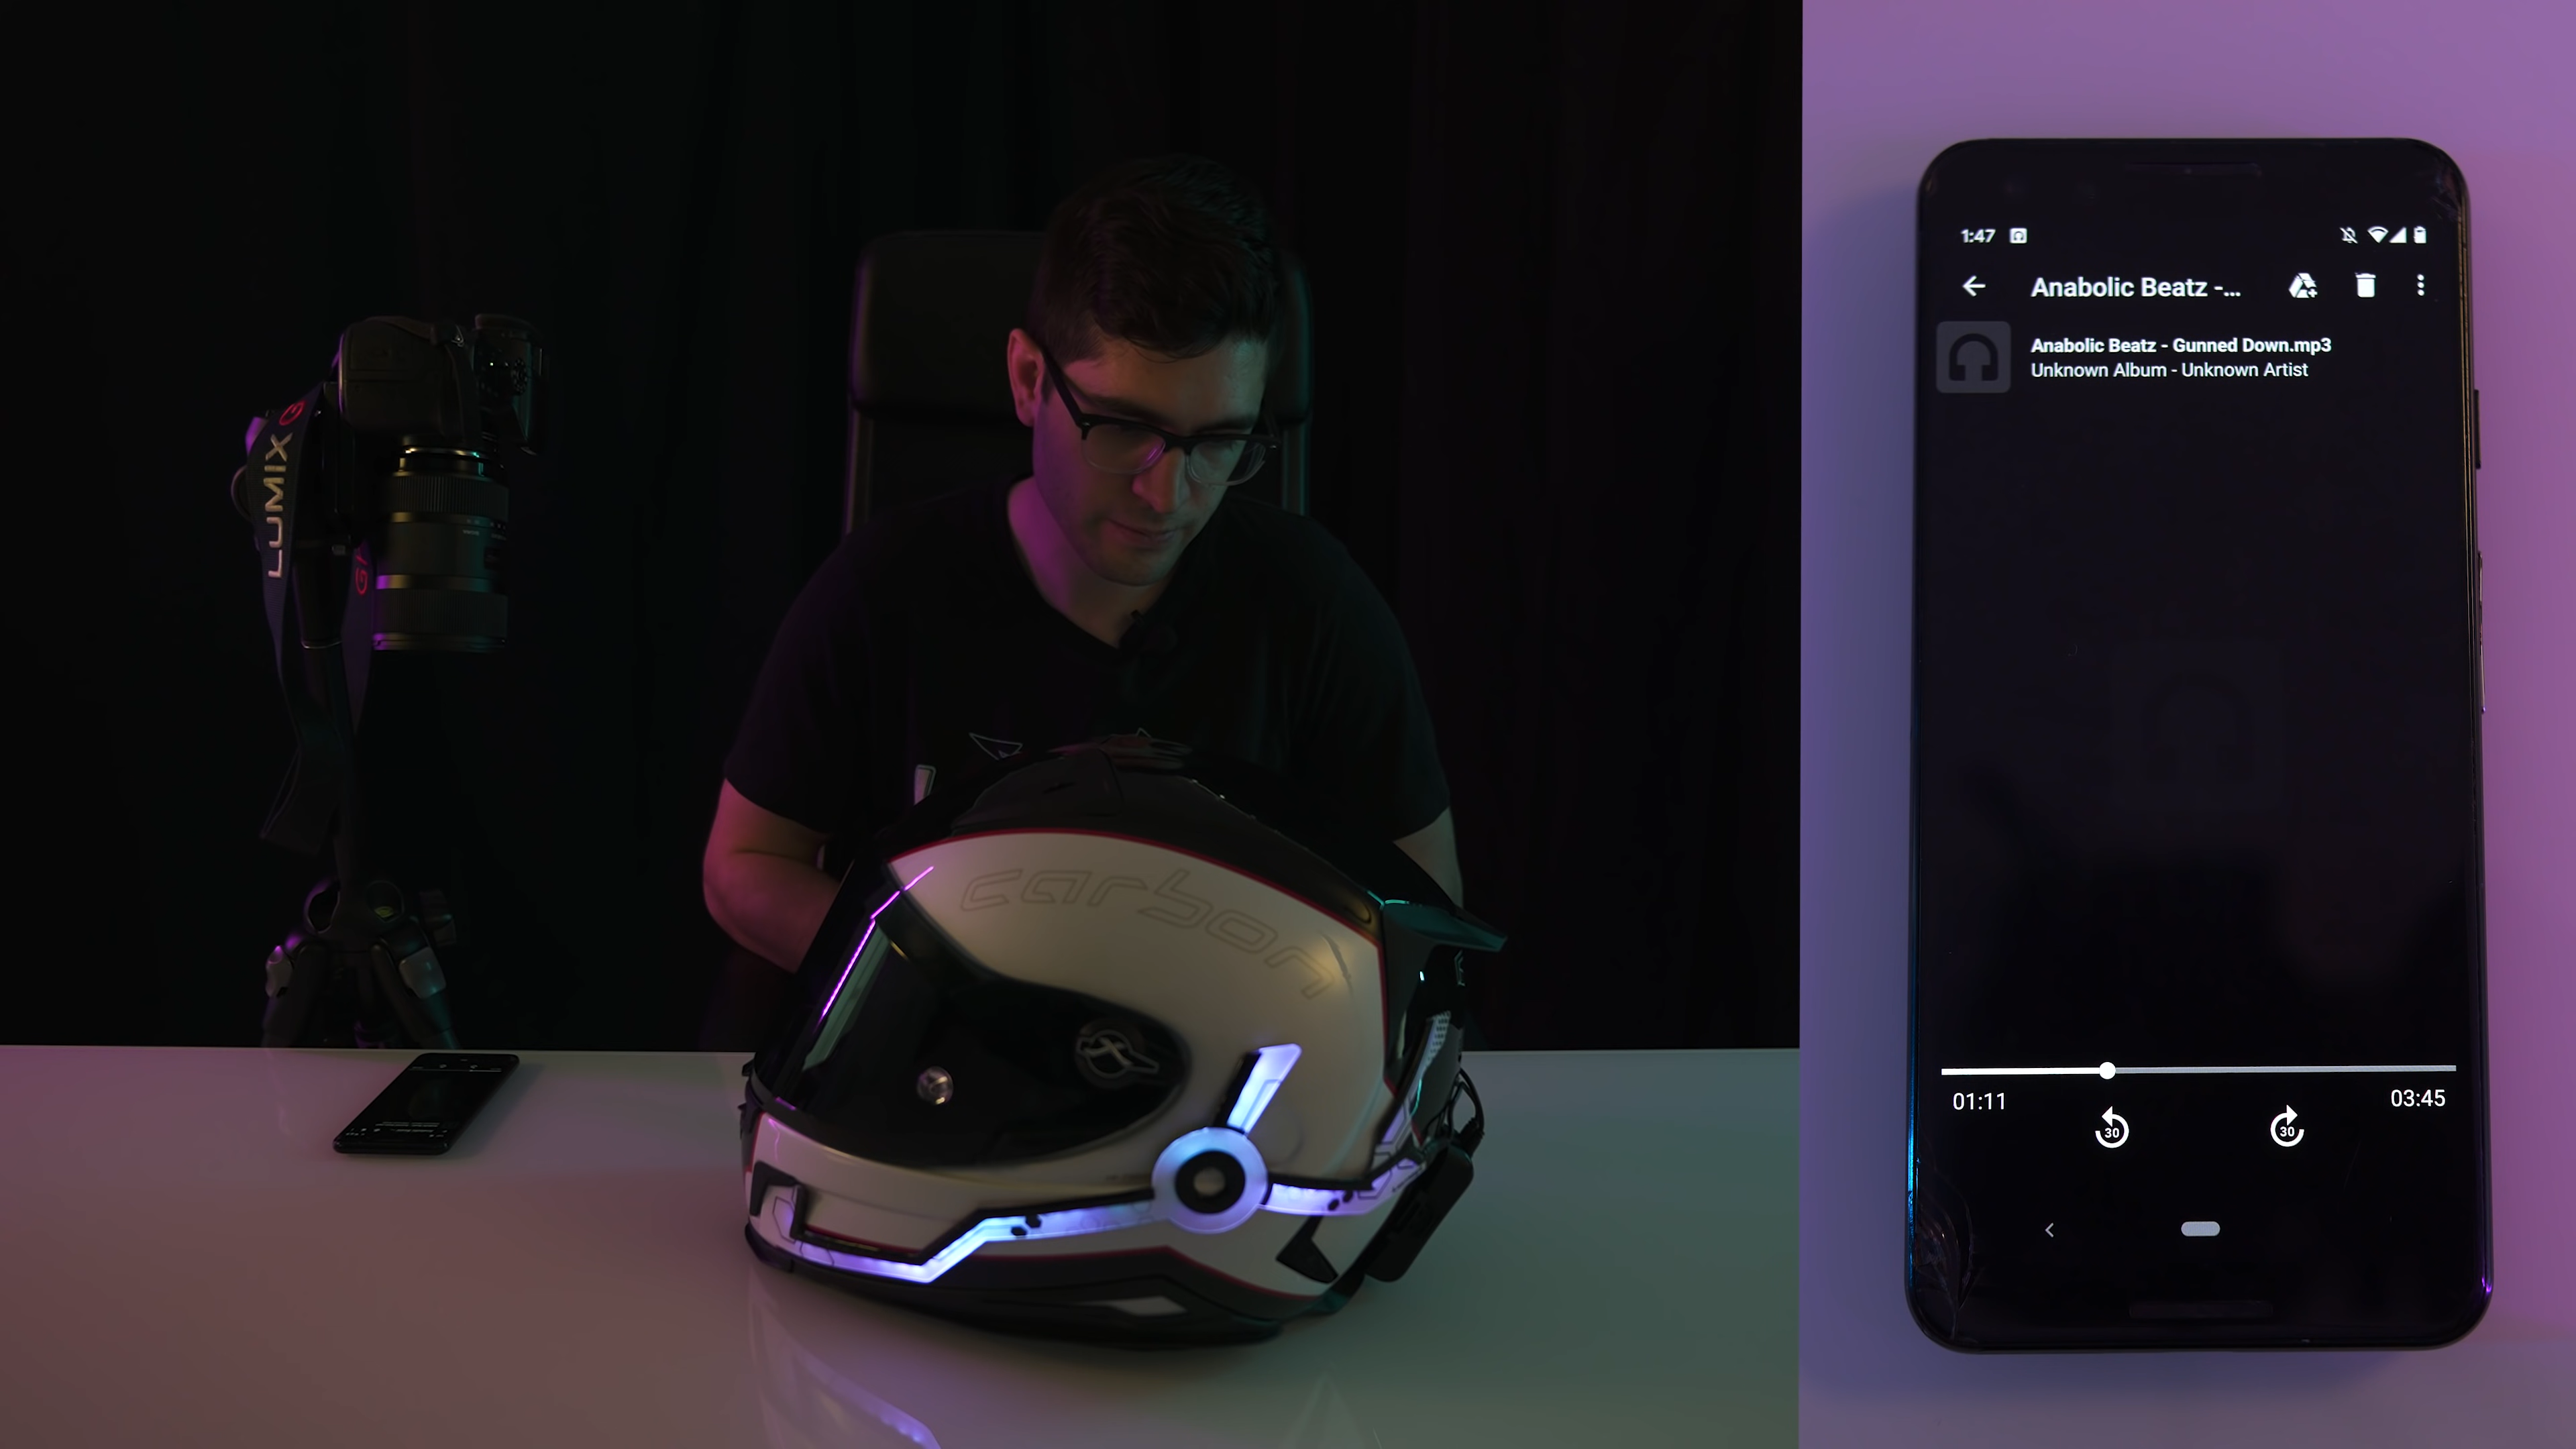 LUMIX G
GH
carbon
X
1:47
Anabolic Beatz -...
Anabolic Beatz - Gunned Down.mp3
Unknown Album - Unknown Artist
01:11
03:45
30
30